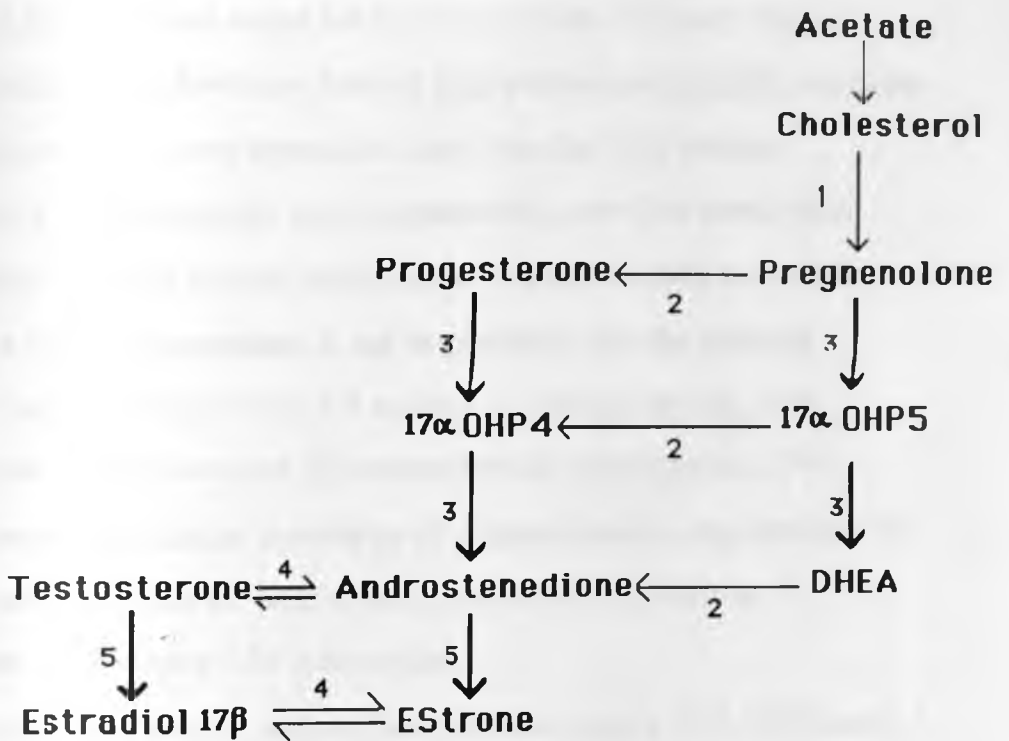 Acetate
Cholesterol
1
Progesterone Pregnenolone
2
3 3
17α OHP4 17α OHP5
2
3 3
Testosterone 4 Androstenedione DHEA
2
5 5
4
Estradiol 17β EStrone